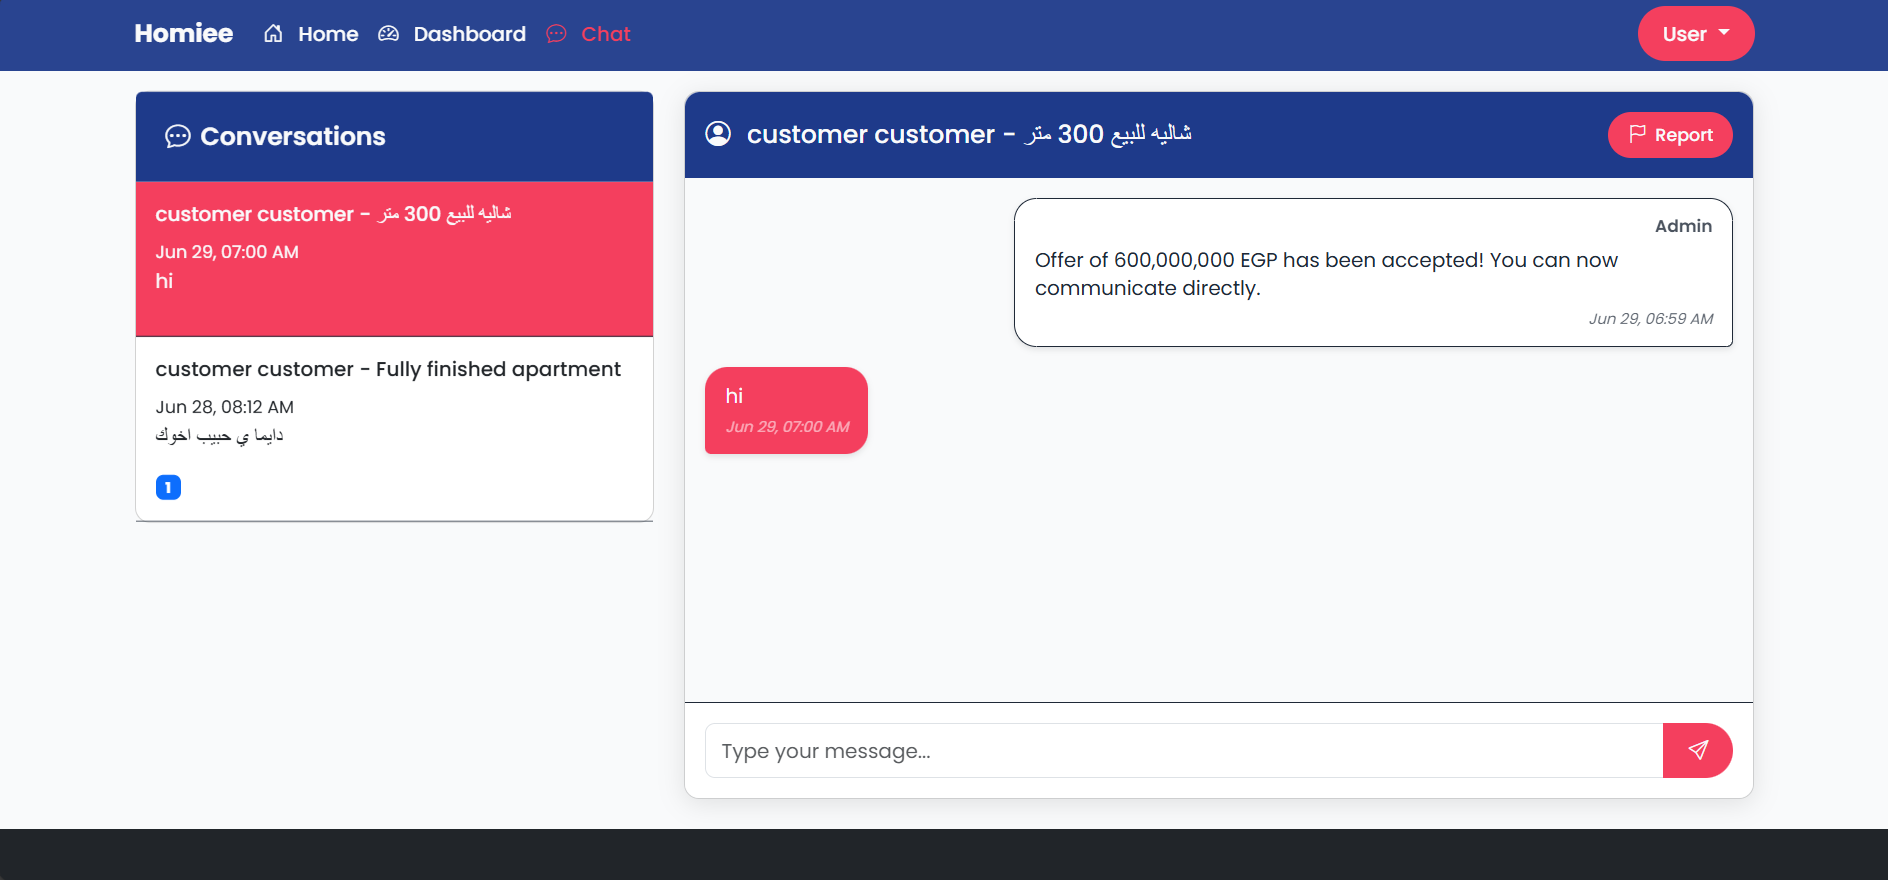 Homiee Home Dashboard Chat User
Conversations
customer customer - شاليه للبيع 300 متر
Jun 29, 07:00 AM
hi
customer customer - Fully finished apartment
Jun 28, 08:12 AM
دايما ي حبيب اخوك
1
customer customer - شاليه للبيع 300 متر
Report
Admin
Offer of 600,000,000 EGP has been accepted! You can now
communicate directly.
Jun 29, 06:59 AM
hi
Jun 29, 07:00 AM
Type your message...